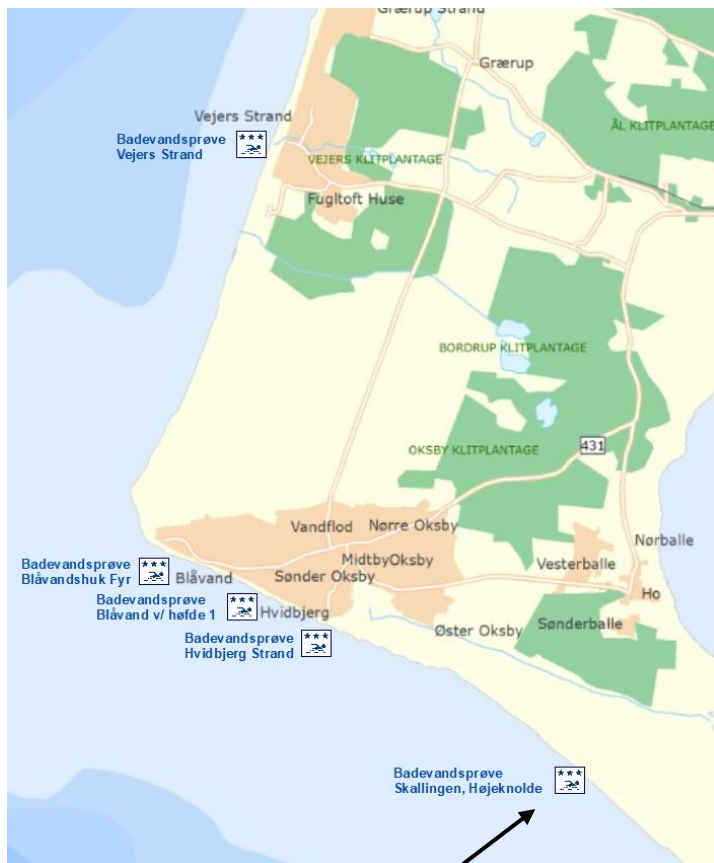 Grærup Strand
Grærup
Vejers Strand
ÅL KLITPLANTAGE
Badevandsprøve
Vejers Strand
VEJERS KLITPLANTAGE
Fugltoft Huse
BORDRUP KLITPLANTAGE
OKSBY KLITPLANTAGE
431
Vandflod
Nørre Oksby
Nørballe
Badevandsprøve
Blåvandshuk Fyr
Blåvand
MidtbyOksby
Sønder Oksby
Vesterballe
Ho
Badevandsprøve
Blåvand v/ høfde 1
Hvidbjerg
Badevandsprøve
Hvidbjerg Strand
Øster Oksby
Sønderballe
Badevandsprøve
Skallingen, Højeknolde